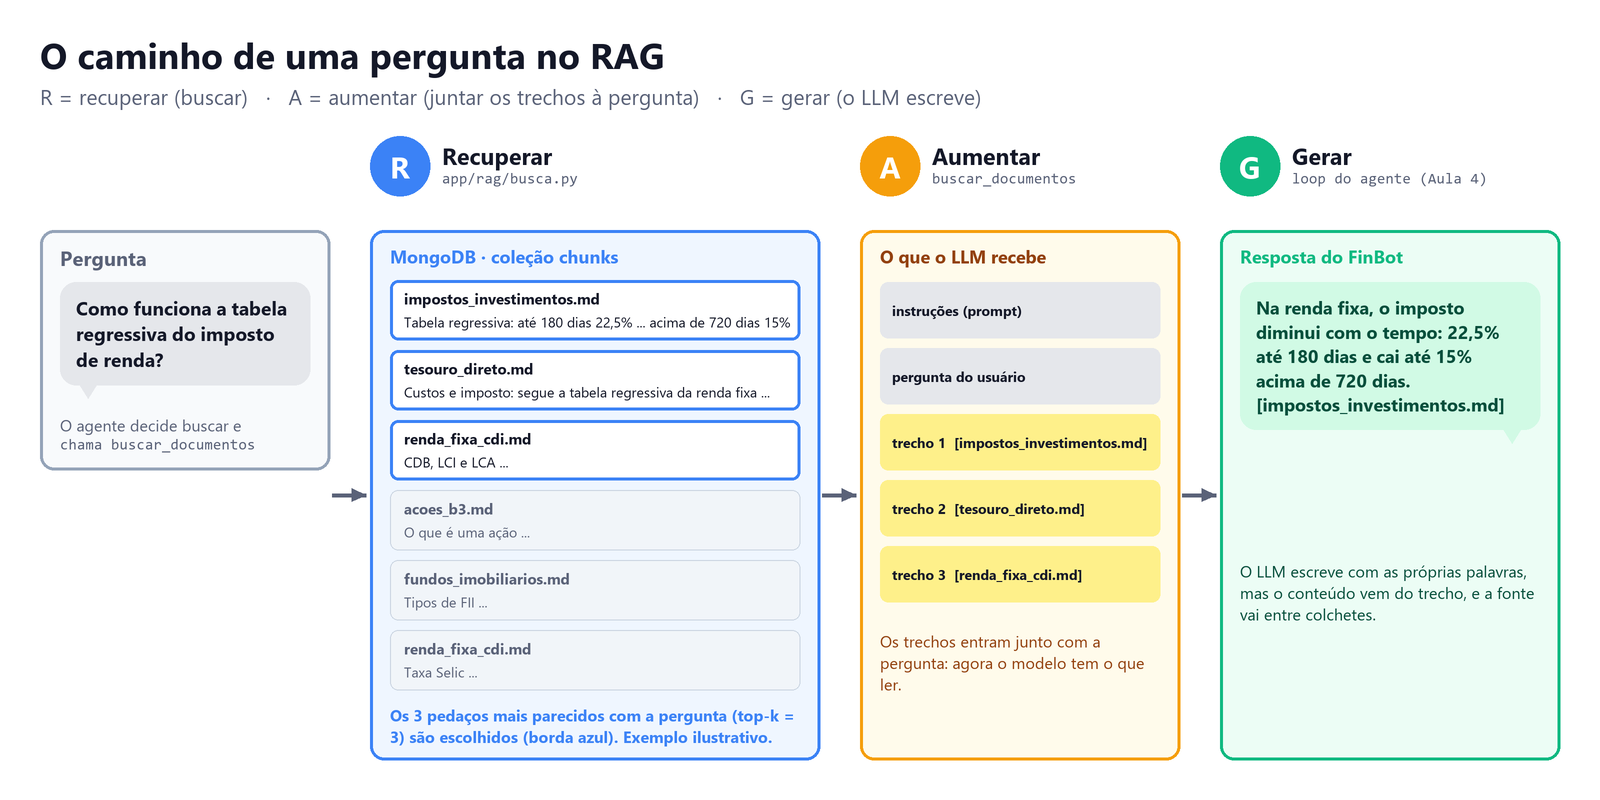 O caminho de uma pergunta no RAG
R = recuperar (buscar) · A = aumentar (juntar os trechos à pergunta) · G = gerar (o LLM escreve)
R
Recuperar
app/rag/busca.py
A
Aumentar
buscar_documentos
G
Gerar
loop do agente (Aula 4)
Pergunta
Como funciona a tabela
regressiva do imposto
de renda?
O agente decide buscar e
chama buscar_documentos
MongoDB · coleção chunks
impostos_investimentos.md
Tabela regressiva: até 180 dias 22,5% ... acima de 720 dias 15%
tesouro_direto.md
Custos e imposto: segue a tabela regressiva da renda fixa ...
renda_fixa_cdi.md
CDB, LCI e LCA ...
acoes_b3.md
O que é uma ação ...
fundos_imobiliarios.md
Tipos de FII ...
renda_fixa_cdi.md
Taxa Selic ...
Os 3 pedaços mais parecidos com a pergunta (top-k =
3) são escolhidos (borda azul). Exemplo ilustrativo.
O que o LLM recebe
instruções (prompt)
pergunta do usuário
trecho 1 [impostos_investimentos.md]
trecho 2 [tesouro_direto.md]
trecho 3 [renda_fixa_cdi.md]
Os trechos entram junto com a
pergunta: agora o modelo tem o que
ler.
Resposta do FinBot
Na renda fixa, o imposto
diminui com o tempo: 22,5%
até 180 dias e cai até 15%
acima de 720 dias.
[impostos_investimentos.md]
O LLM escreve com as próprias palavras,
mas o conteúdo vem do trecho, e a fonte
vai entre colchetes.